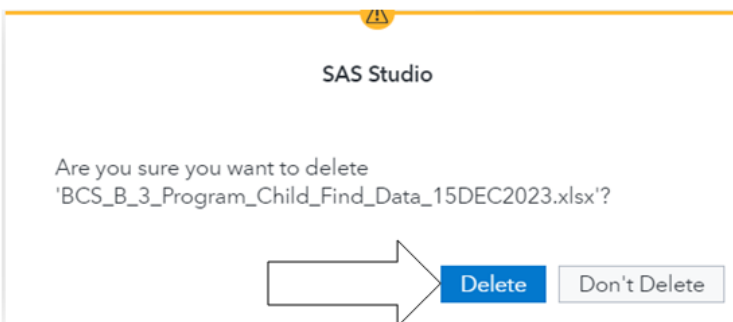 SAS Studio
Are you sure you want to delete
'BCS_B_3_Program_Child_Find_Data_15DEC2023.xlsx'?
Delete Don't Delete